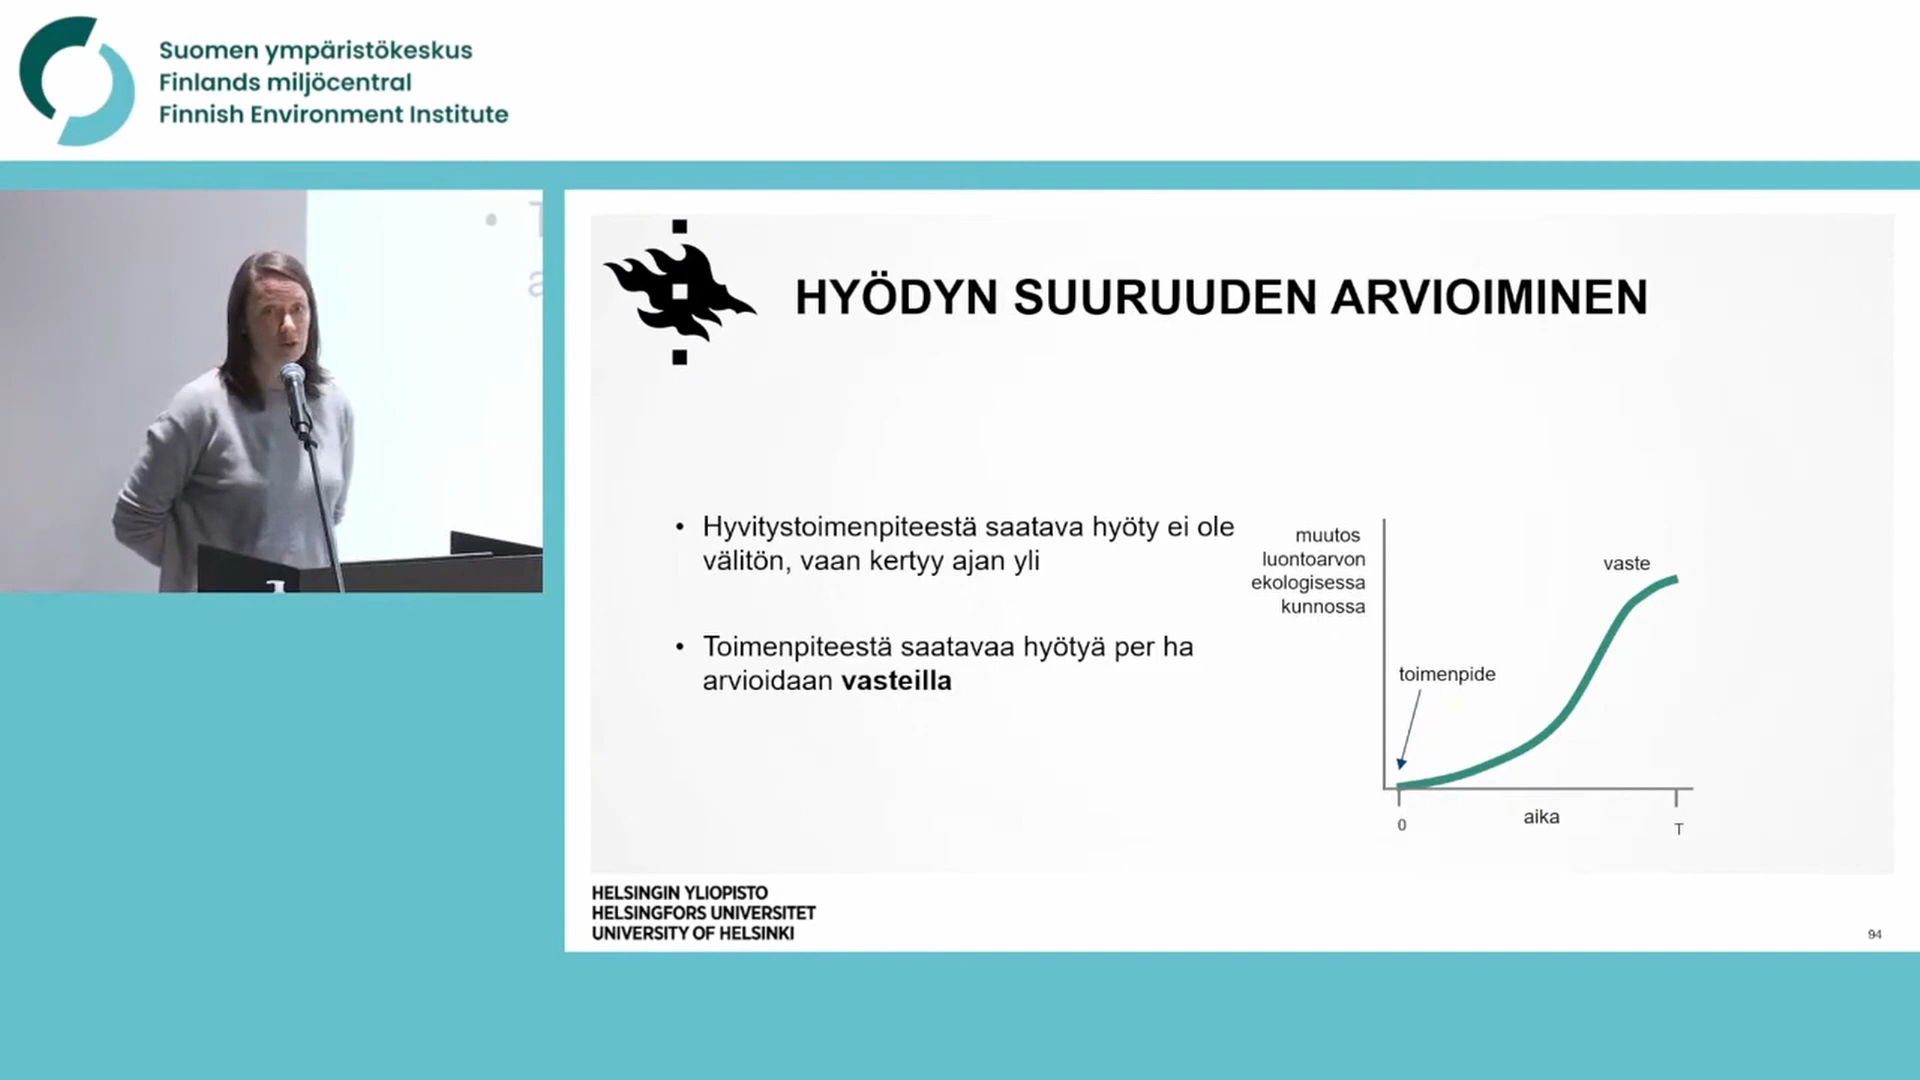 Suomen ympäristökeskus
Finlands miljöcentral
Finnish Environment Institute
HYÖDYN SUURUUDEN ARVIOIMINEN
• Hyvitystoimenpiteestä saatava hyöty ei ole
välitön, vaan kertyy ajan yli
• Toimenpiteestä saatavaa hyötyä per ha
arvioidaan vasteilla
muutos
luontoarvon
ekologisessa
kunnossa
vaste
toimenpide
0
aika
T
HELSINGIN YLIOPISTO
HELSINGFORS UNIVERSITET
UNIVERSITY OF HELSINKI
94